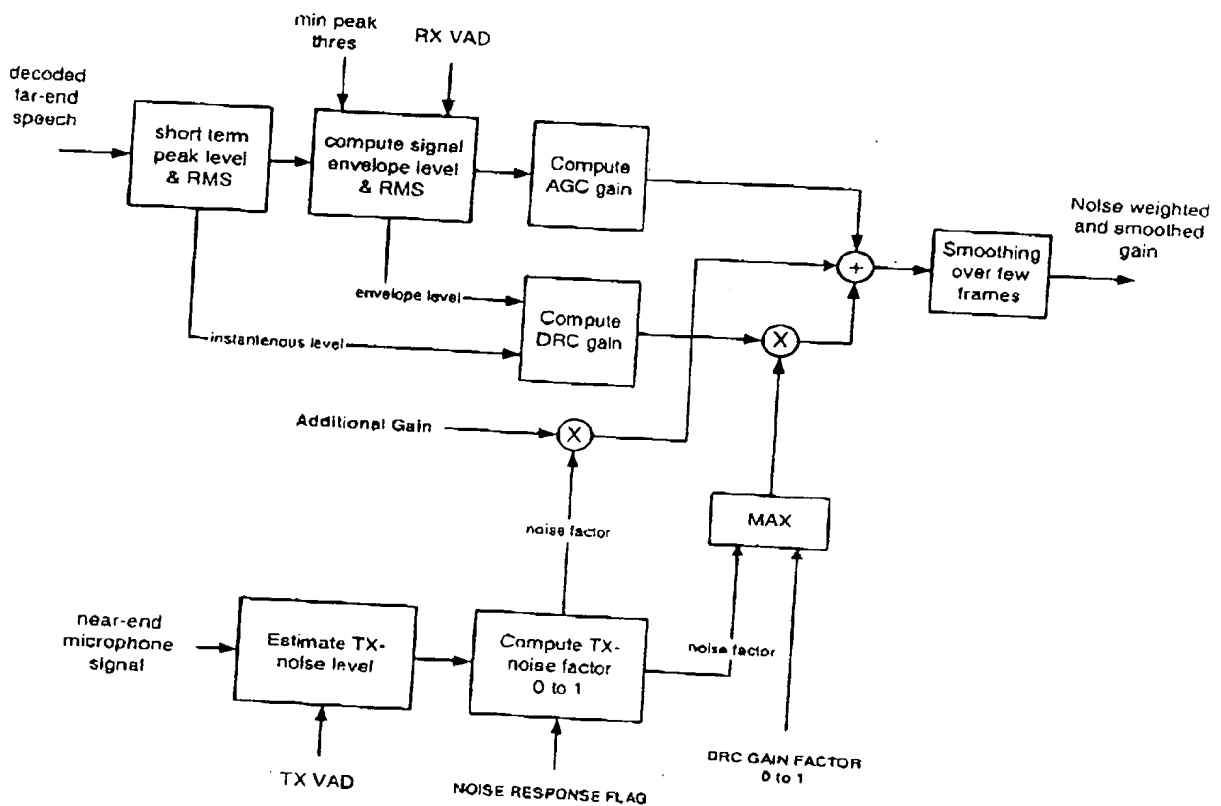 min peak
thres
RX VAD
decoded
far-end
speech
short term
peak level
& RMS
compute signal
envelope level
& RMS
Compute
AGC gain
Noise weighted
and smoothed
gain
+
Smoothing
over few
frames
envelope level
Compute
DRC gain
instantenous level
X
Additional Gain
X
noise factor
MAX
near-end
microphone
signal
Estimate TX-
noise level
Compute TX-
noise factor
0 to 1
noise factor
TX VAD
NOISE RESPONSE FLAG
DRC GAIN FACTOR
0 to 1